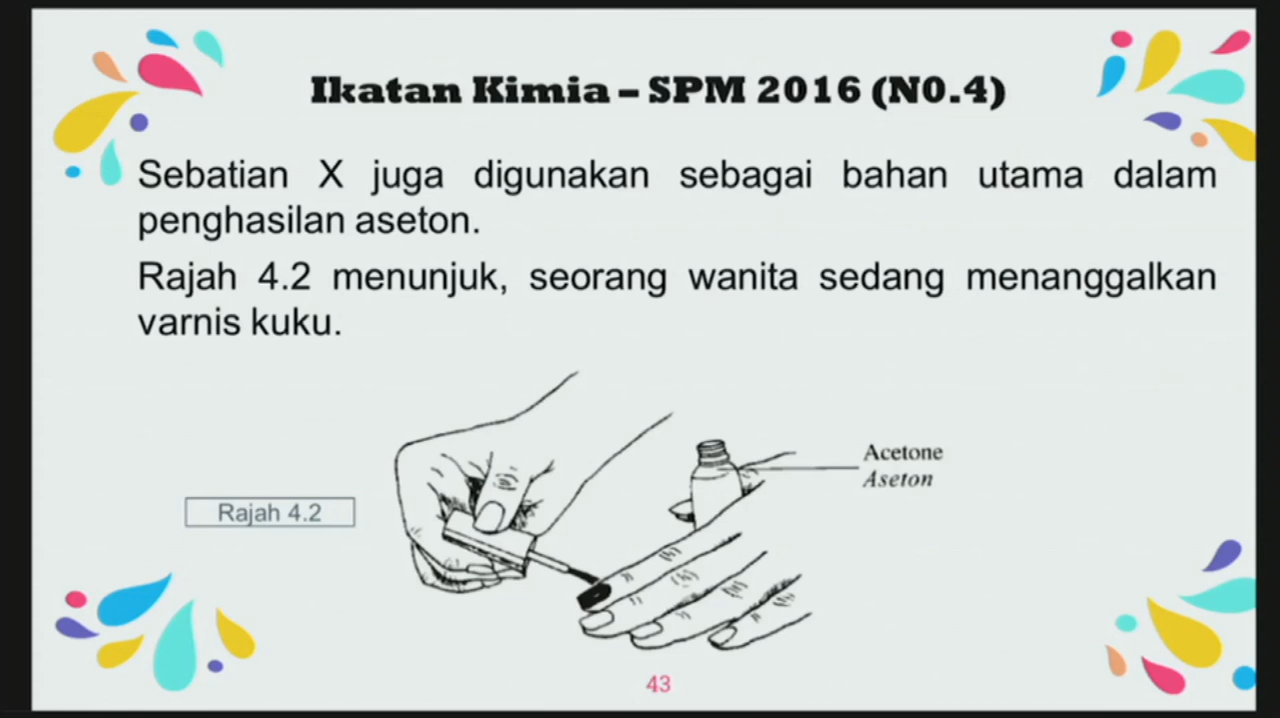 Ikatan Kimia – SPM 2016 (N0.4)
Sebatian X juga digunakan sebagai bahan utama dalam
penghasilan aseton.
Rajah 4.2 menunjuk, seorang wanita sedang menanggalkan
varnis kuku.
Acetone
Aseton
Rajah 4.2
43